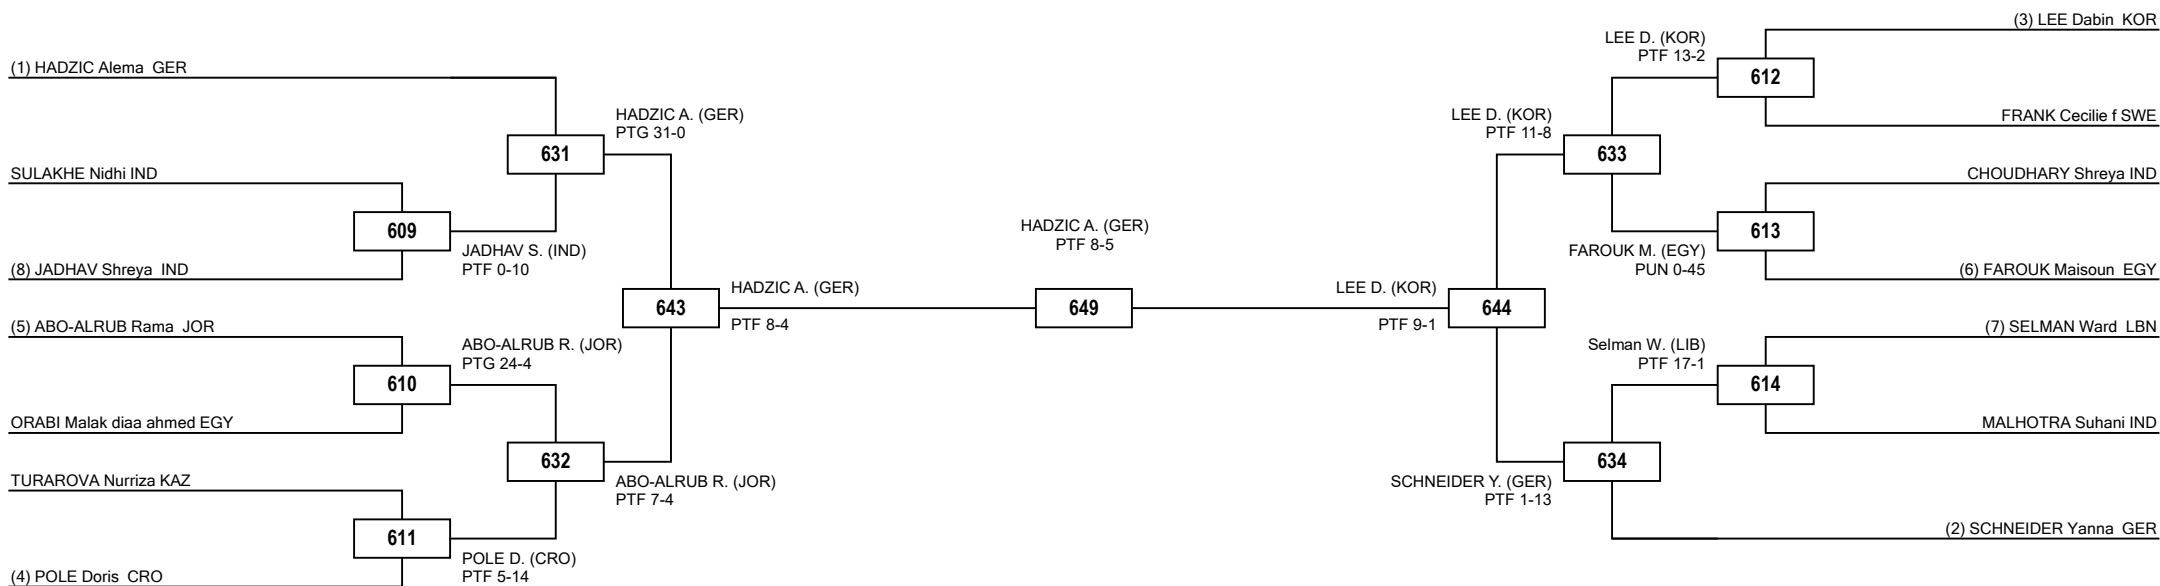 (3) LEE Dabin  KOR
LEE D. (KOR)
PTF 13-2
(1) HADZIC Alema  GER
612
HADZIC A. (GER)
PTG 31-0
LEE D. (KOR)
PTF 11-8
FRANK Cecilie f SWE
631
633
SULAKHE Nidhi IND
CHOUDHARY Shreya IND
609
HADZIC A. (GER)
PTF 8-5
613
JADHAV S. (IND)
PTF 0-10
FAROUK M. (EGY)
PUN 0-45
(8) JADHAV Shreya  IND
(6) FAROUK Maisoun  EGY
643
HADZIC A. (GER)
PTF 8-4
649
LEE D. (KOR)
PTF 9-1
644
(5) ABO-ALRUB Rama  JOR
(7) SELMAN Ward  LBN
ABO-ALRUB R. (JOR)
PTG 24-4
Selman W. (LIB)
PTF 17-1
610
614
ORABI Malak diaa ahmed EGY
MALHOTRA Suhani IND
632
634
TURAROVA Nurriza KAZ
ABO-ALRUB R. (JOR)
PTF 7-4
SCHNEIDER Y. (GER)
PTF 1-13
611
(2) SCHNEIDER Yanna  GER
POLE D. (CRO)
PTF 5-14
(4) POLE Doris  CRO